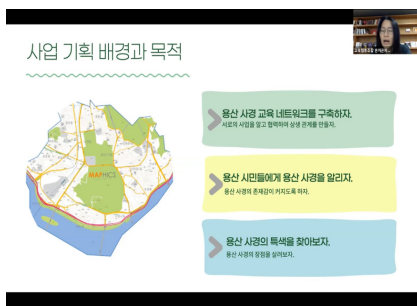 사업 기획 배경과 목적
용산 사경 교육 네트워크를 구축하자.
서로의 사업을 알고 협력하여 상생 관계를 만들자.
MAPHICS
용산 시민들에게 용산 사경을 알리자.
용산 사경의 존재감이 커지도록 하자.
용산 사경의 특색을 찾아보자.
용산 사경의 장점을 살려보자.